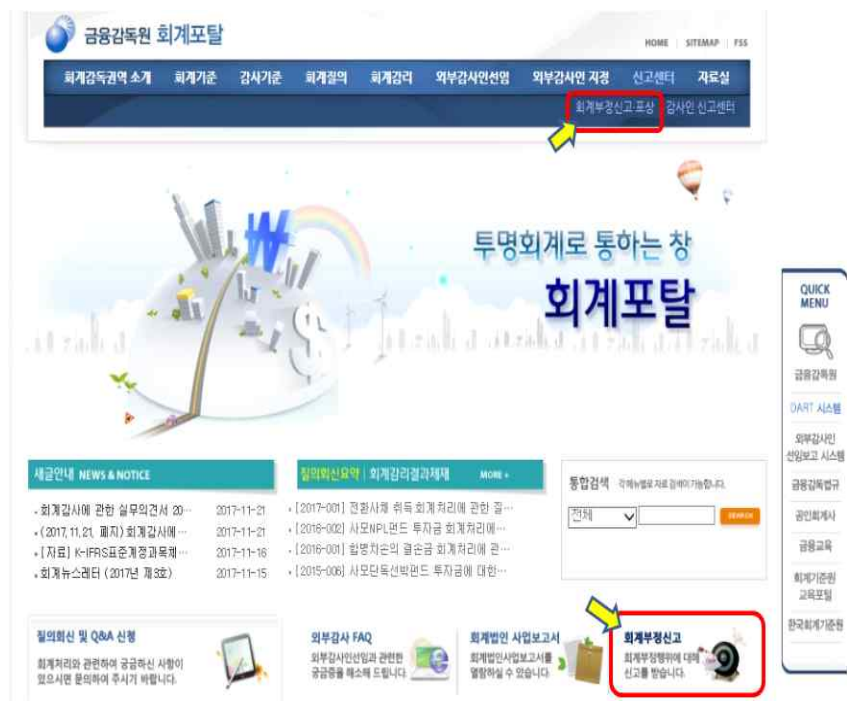 금융감독원 회계포탈
HOME | SITEMAP | FSS
회계감독권역 소개 회계기준 감사기준 회계질의 회계감리 외부감사인선임 외부감사인 지정 신고센터 자료실
회계부정신고·포상 감사인 신고센터
투명회계로 통하는 창
회계포탈
QUICK
MENU
금융감독원
DART 시스템
외부감사인
선임보고 시스템
금융감독법규
공인회계사
금융교육
회계기준원
교육포털
한국회계기준원
새글안내 NEWS & NOTICE
회계감사에 관한 실무의견서 20… 2017-11-21
(2017.11.21. 폐지) 회계감사에… 2017-11-21
[자료] K-IFRS표준계정과목체… 2017-11-16
회계뉴스레터 (2017년 제3호) 2017-11-15
질의회신요약 | 회계감리결과제재 MORE +
[2017-001] 전환사채 취득 회계처리에 관한 질…
[2016-002] 사모NPL펀드 투자금 회계처리에…
[2016-001] 합병차손의 결손금 회계처리에 관…
[2015-006] 사모단독선박펀드 투자금에 대한…
통합검색 각 메뉴별로 자료 검색이 가능합니다.
전체 SEARCH
질의회신 및 Q&A 신청
회계처리와 관련하여 궁금하신 사항이
있으시면 문의하여 주시기 바랍니다.
외부감사 FAQ
외부감사인선임과 관련한
궁금증을 해소해 드립니다.
회계법인 사업보고서
회계법인사업보고서를
열람하실 수 있습니다.
회계부정신고
회계부정행위에 대해
신고를 받습니다.